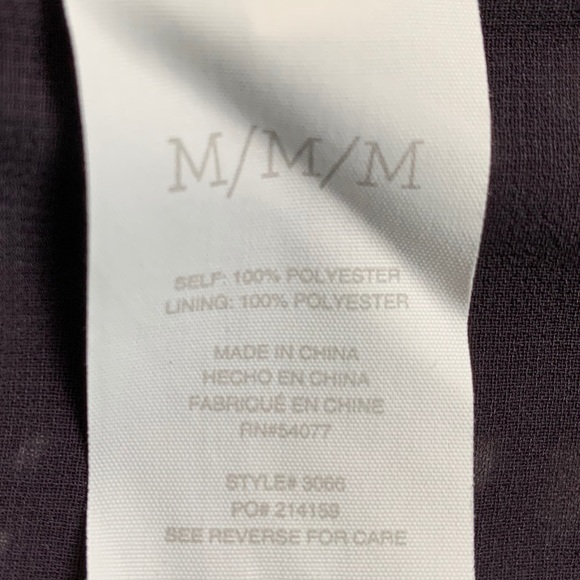 M/M/M
SELF: 100% POLYESTER
LINING: 100% POLYESTER
MADE IN CHINA
HECHO EN CHINA
FABRIQUÉ EN CHINE
RN#54077
STYLE# 3066
PO# 214159
SEE REVERSE FOR CARE